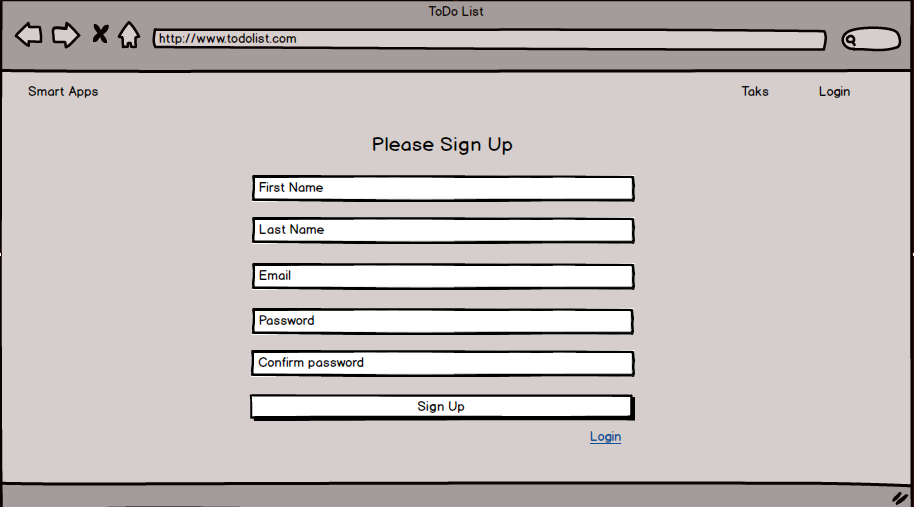 ToDo List
http://www.todolist.com
Smart Apps
Taks
Login
Please Sign Up
First Name
Last Name
Email
Password
Confirm password
Sign Up
Login